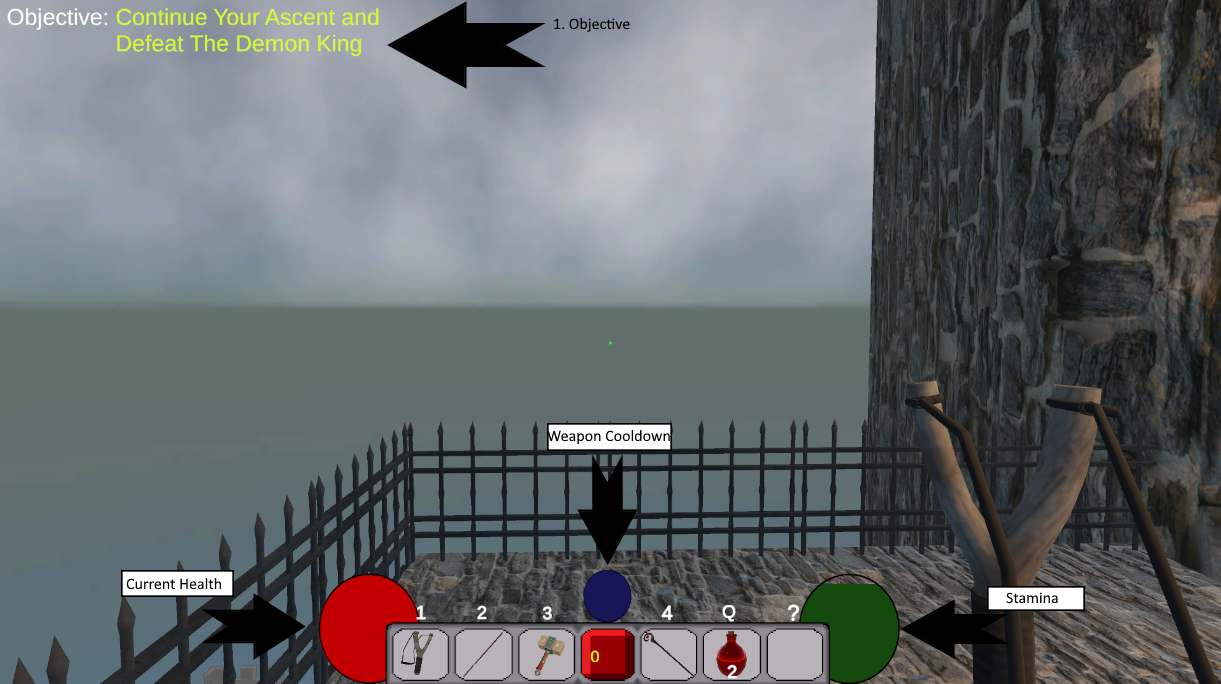 Objective: Continue Your Ascent and
Defeat The Demon King
1. Objective
Weapon Cooldown
Current Health
Stamina
1 2 3 4 Q ?
0
2